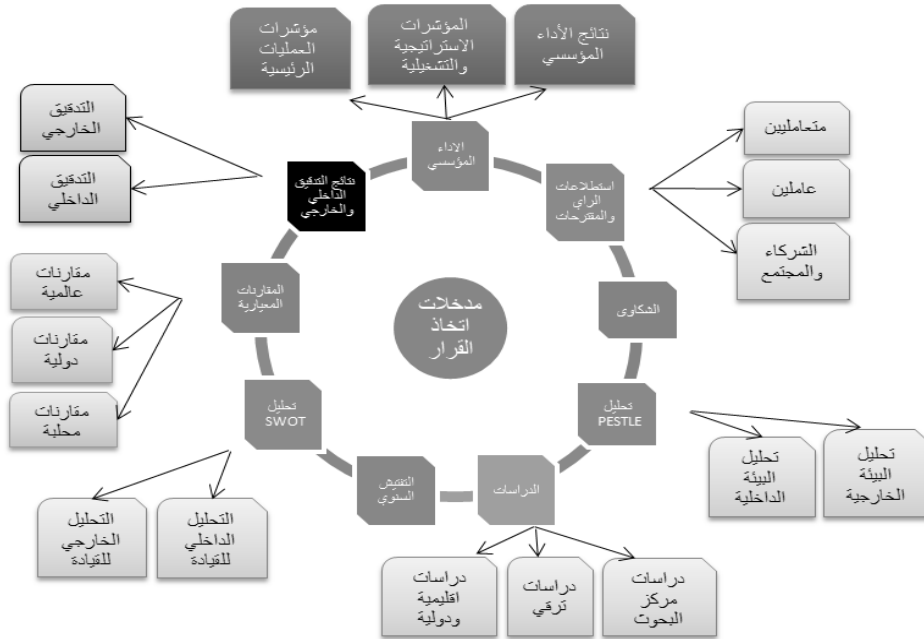 نتائج الأداء
المؤسسي
المؤشرات
الاستراتيجية
والتشغيلية
مؤشرات
العمليات
الرئيسية
الاداء
المؤسسي
استطلاعات
الراي
والمقترحات
متعامليين
عاملين
الشركاء
والمجتمع
الشكاوى
تحليل
PESTLE
تحليل
البيئة
الخارجية
تحليل
البيئة
الداخلية
الدراسات
دراسات
مركز
البحوث
دراسات
ترقي
دراسات
اقليمية
ودولية
التفتيش
السنوي
تحليل
SWOT
التحليل
الداخلي
للقيادة
التحليل
الخارجي
للقيادة
المقارنات
المعيارية
مقارنات
عالمية
مقارنات
دولية
مقارنات
محلية
نتائج التدقيق
الداخلي
والخارجي
التدقيق
الخارجي
التدقيق
الداخلي
مدخلات
اتخاذ
القرار